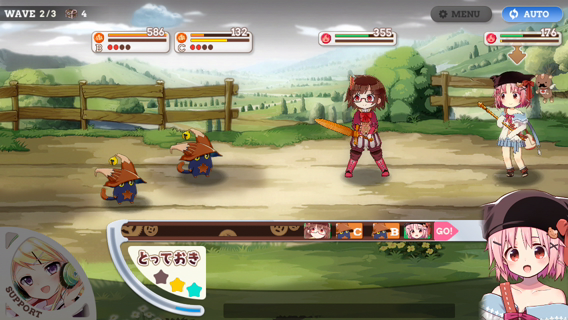 WAVE 2/3 4
MENU
AUTO
586
B
132
C
355
176
C
B
GO!
とっておき
SUPPORT